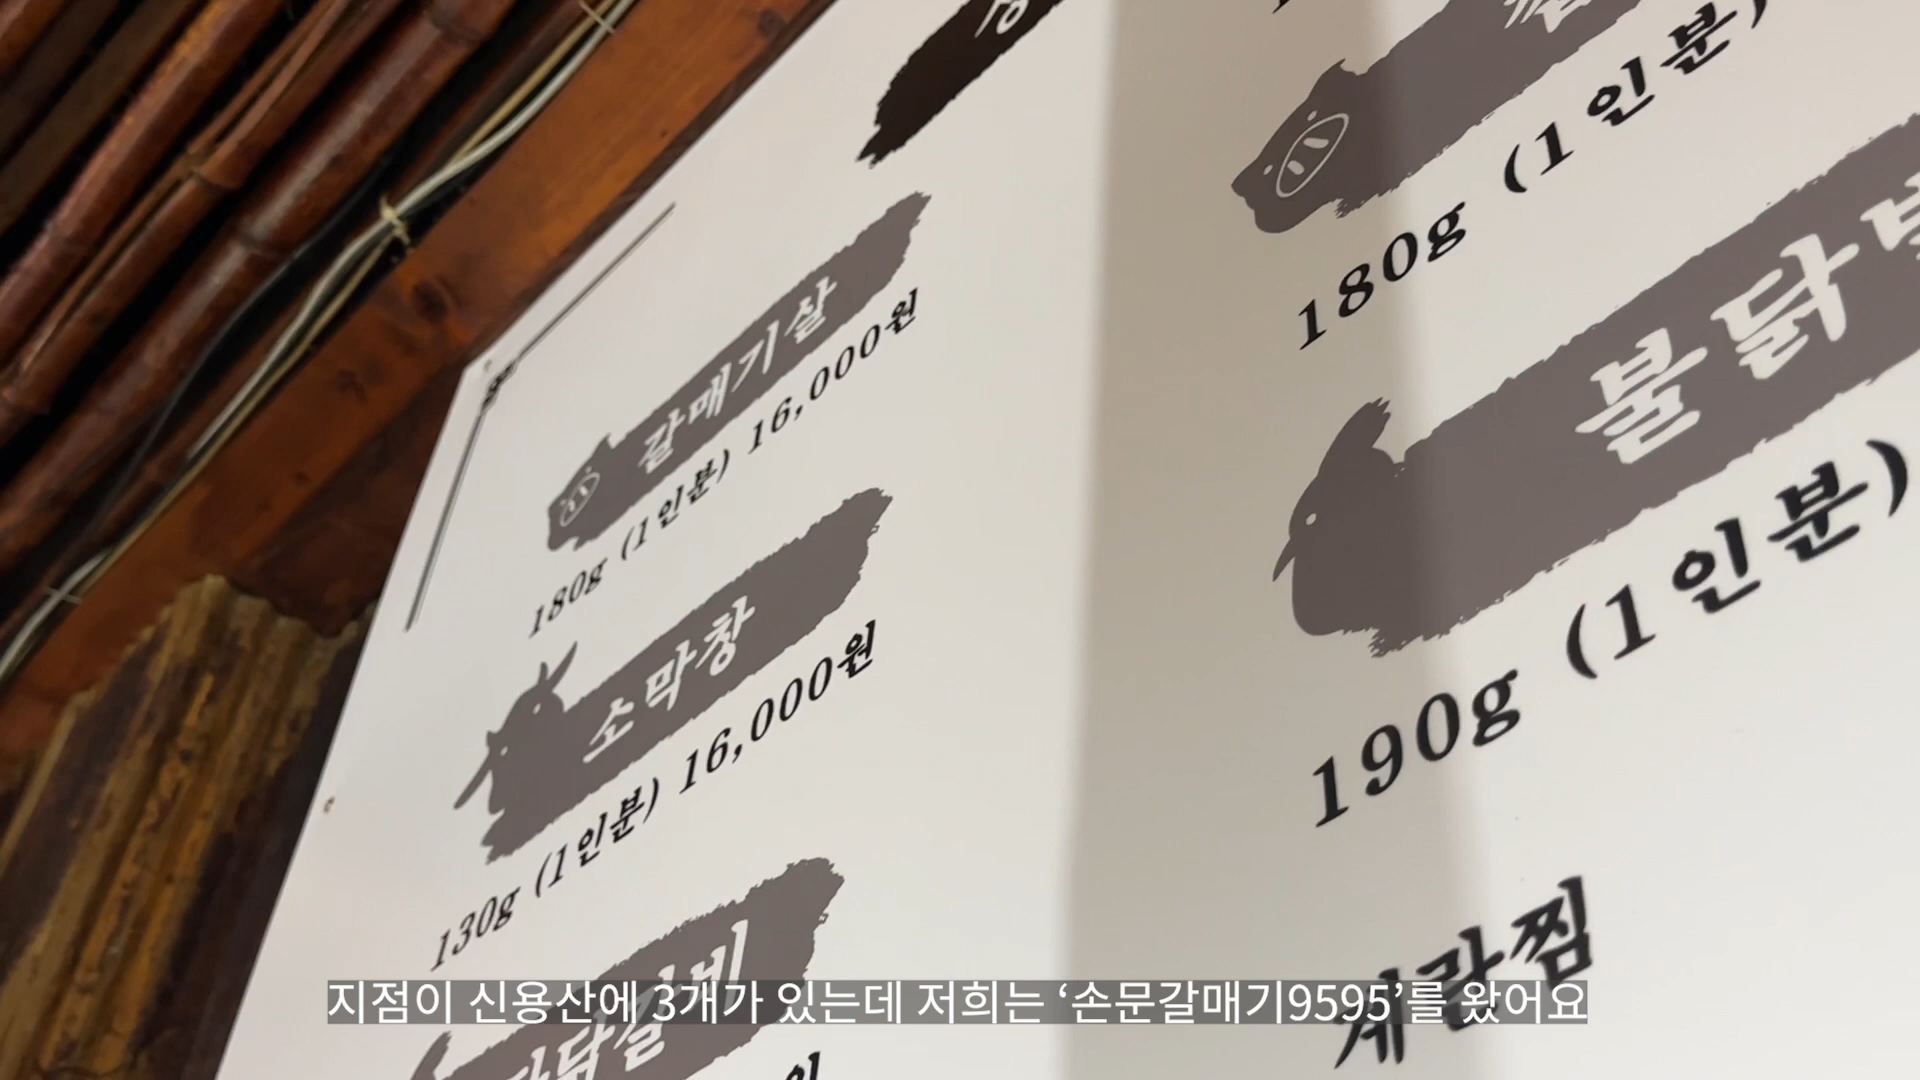 갈매기살
180g (1인분) 16,000원
소막창
130g (1인분) 16,000원
180g (1인분)
불닭
190g (1인분)
계란찜
지점이 신용산에 3개가 있는데 저희는 ‘손문갈매기9595’를 왔어요